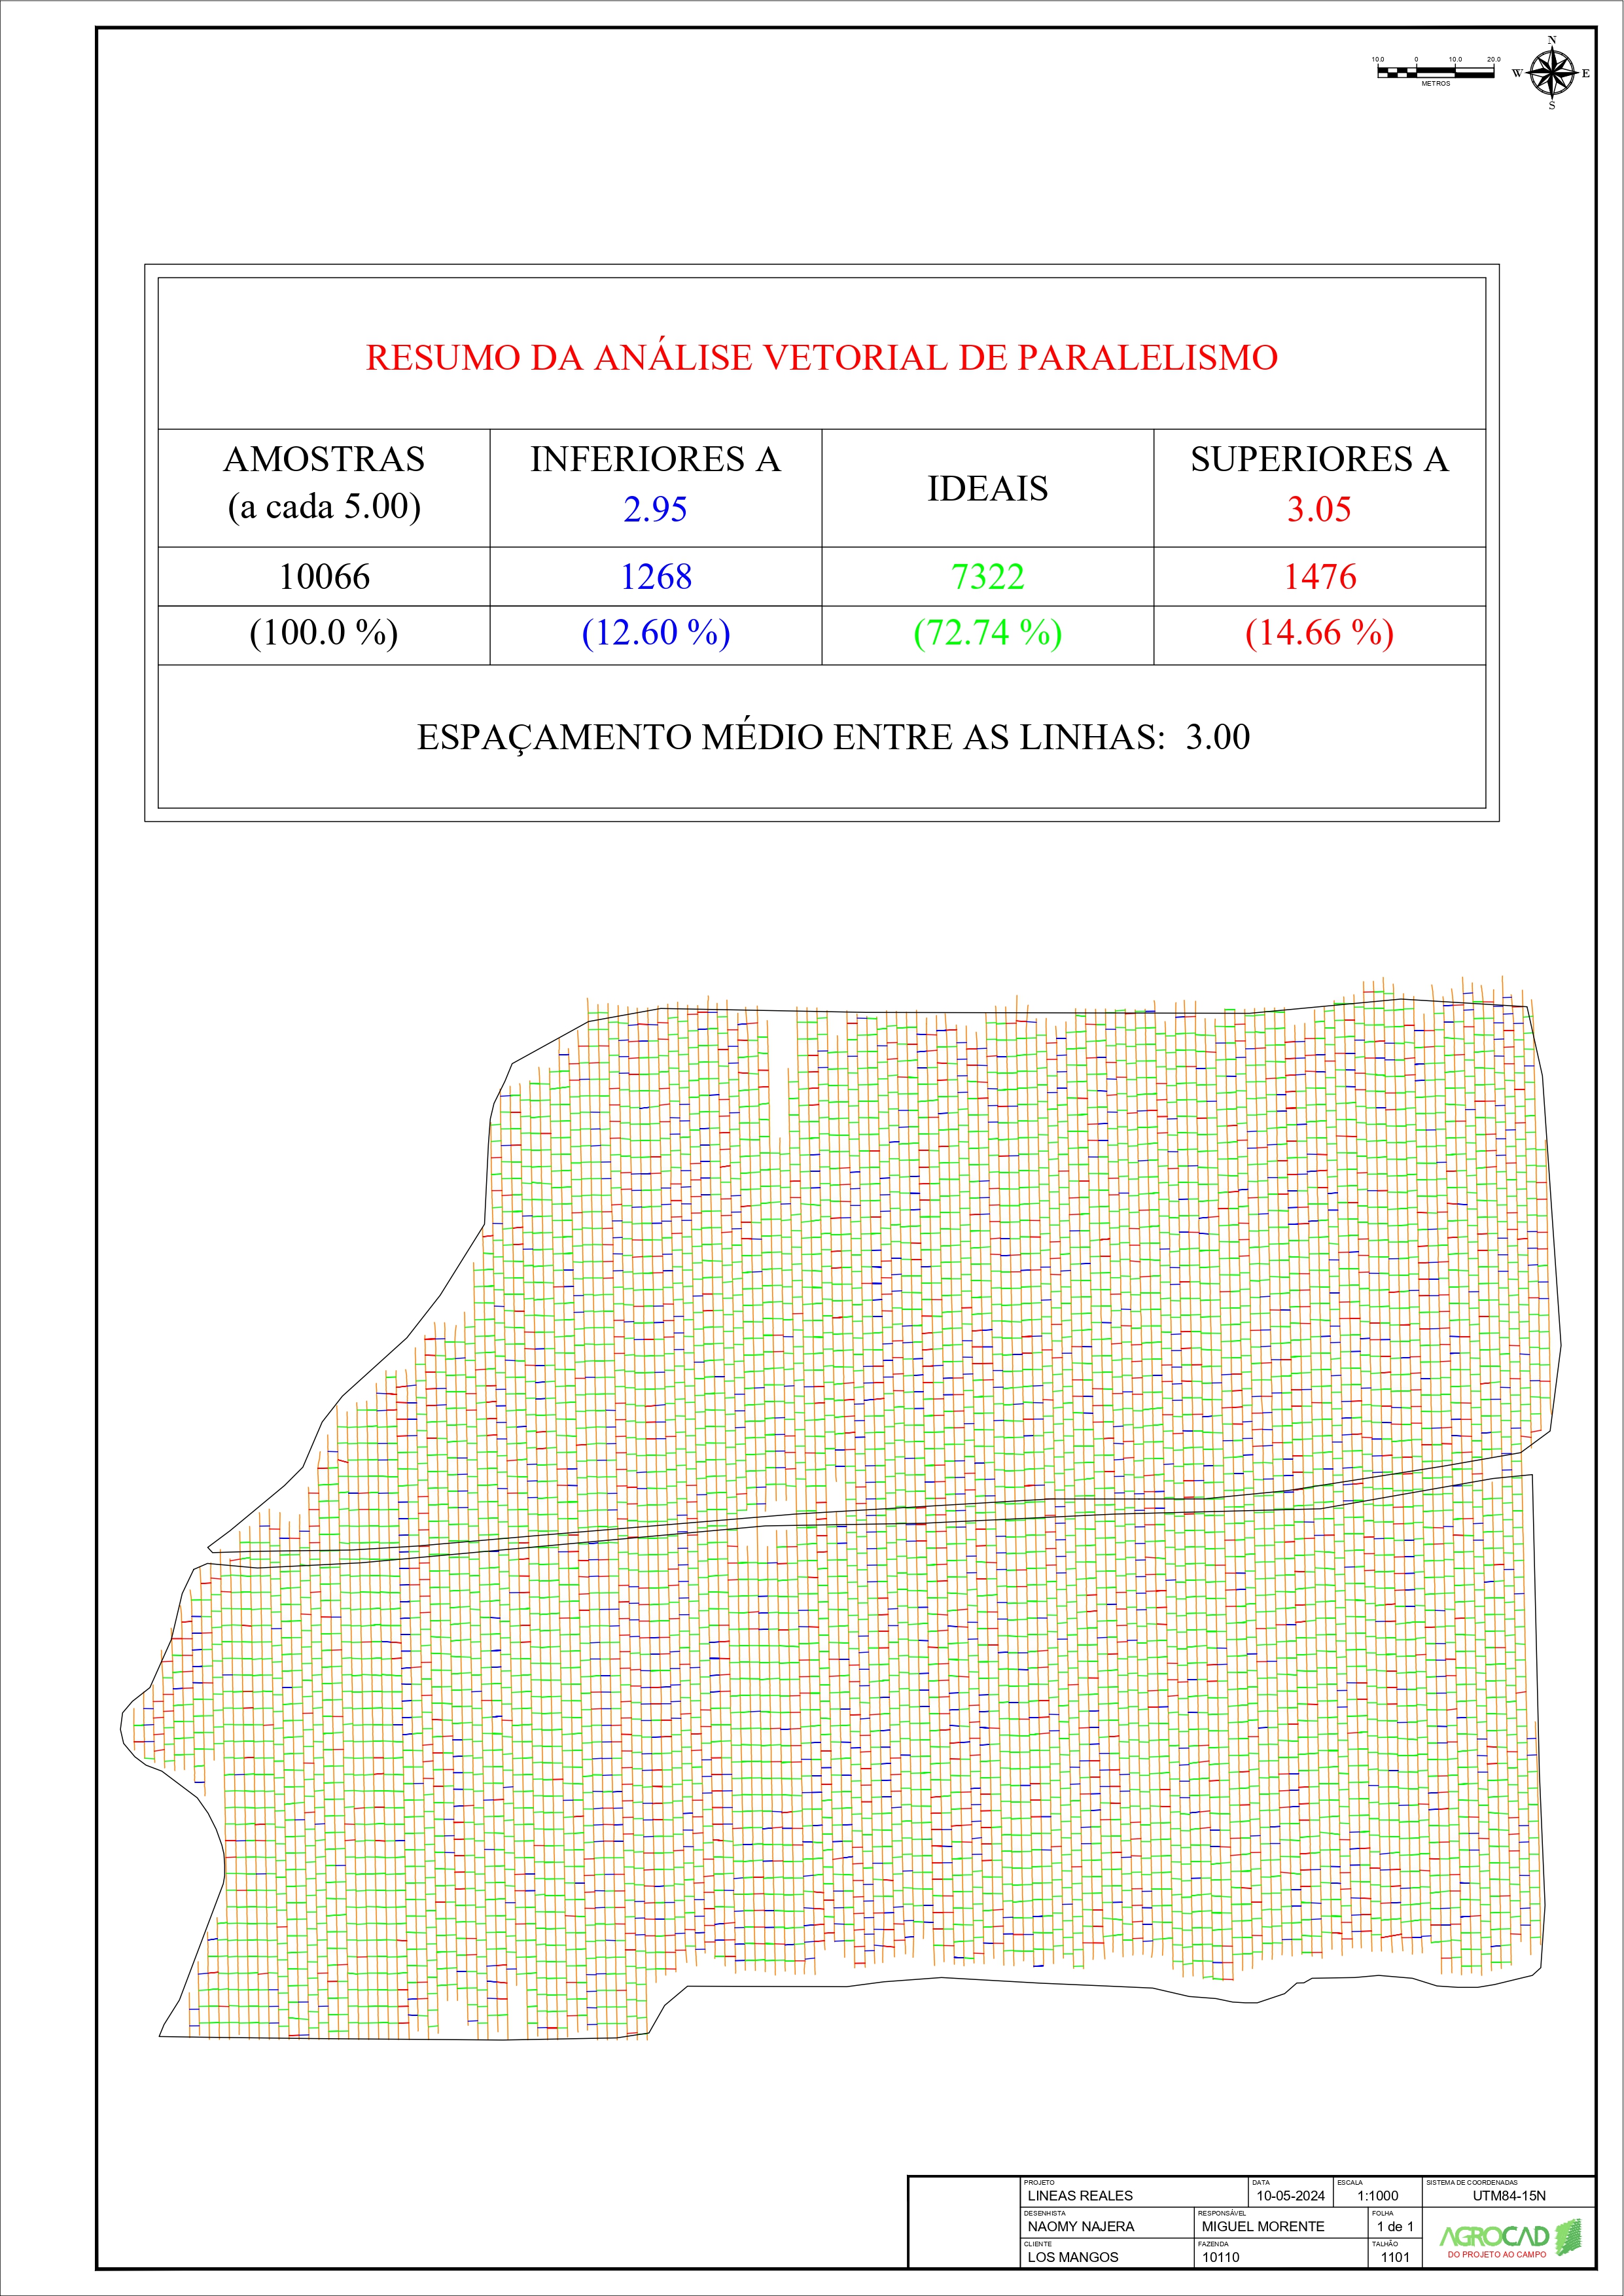 N
W E
S
10.0 0 10.0 20.0
METROS
RESUMO DA ANÁLISE VETORIAL DE PARALELISMO
AMOSTRAS
(a cada 5.00)
INFERIORES A
2.95
IDEAIS
SUPERIORES A
3.05
10066 1268 7322 1476
(100.0 %) (12.60 %) (72.74 %) (14.66 %)
ESPAÇAMENTO MÉDIO ENTRE AS LINHAS: 3.00
PROJETO
LINEAS REALES
DATA
10-05-2024
ESCALA
1:1000
SISTEMA DE COORDENADAS
UTM84-15N
DESENHISTA
NAOMY NAJERA
RESPONSÁVEL
MIGUEL MORENTE
FOLHA
1 de 1
CLIENTE
LOS MANGOS
FAZENDA
10110
TALHÃO
1101
AGROCAD
DO PROJETO AO CAMPO